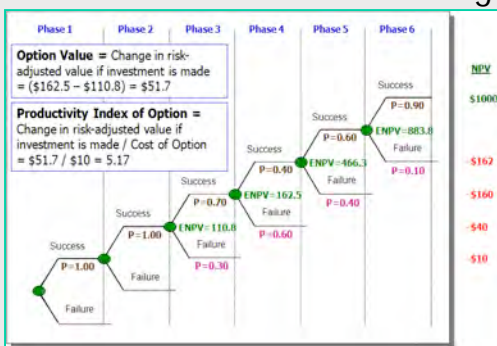 Phase 1 Phase 2 Phase 3 Phase 4 Phase 5 Phase 6
Option Value = Change in risk-
adjusted value if investment is made
= ($162.5 – $110.8) = $51.7
Productivity Index of Option =
Change in risk-adjusted value if
investment is made / Cost of Option
= $51.7 / $10 = 5.17
NPV
$1000
-$162
-$160
-$40
-$10
Success
P=0.90
ENPV=883.8
Failure
P=0.10
Success
P=0.60
ENPV=466.3
Failure
P=0.40
Success
P=0.40
ENPV=162.5
Failure
P=0.60
Success
P=0.70
ENPV=110.8
Failure
P=0.30
Success
P=1.00
Failure
Success
P=1.00
Failure